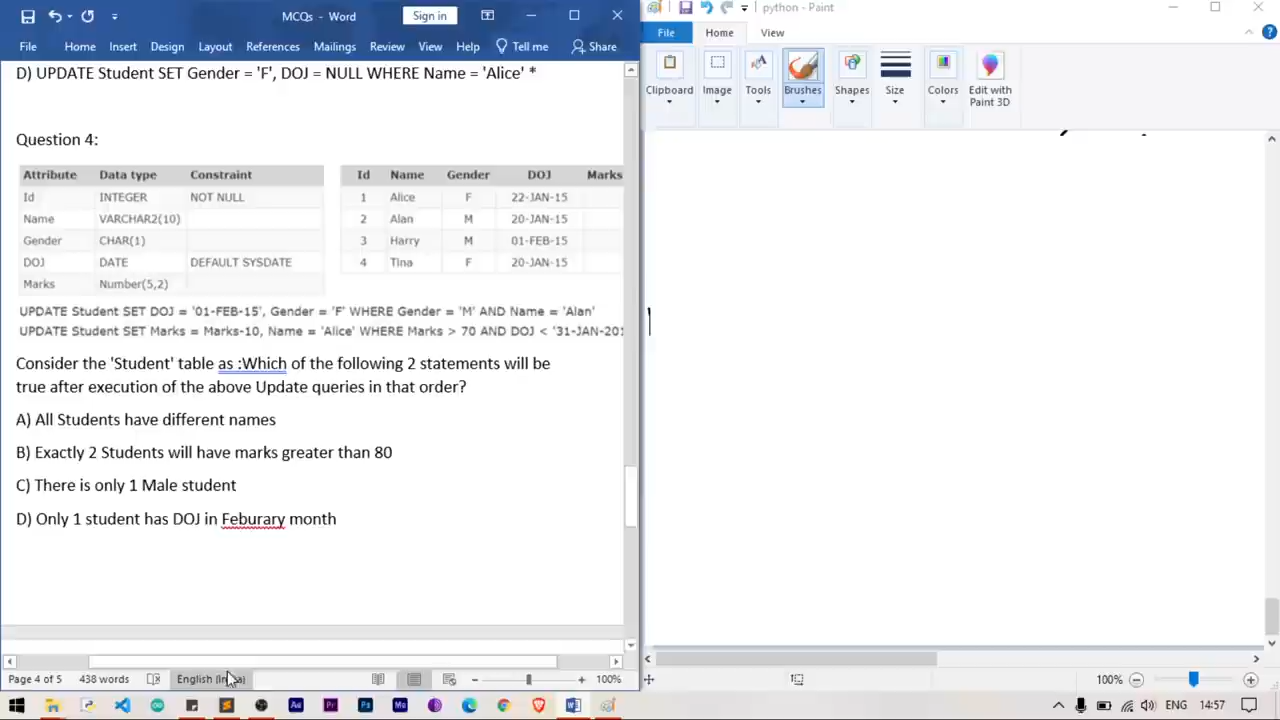 MCQs - Word
Sign in
python - Paint
File Home Insert Design Layout References Mailings Review View Help Tell me Share
File Home View
Clipboard Image Tools Brushes Shapes Size Colors Edit with Paint 3D
D) UPDATE Student SET Gender = 'F', DOJ = NULL WHERE Name = 'Alice' *
Question 4:
Attribute Data type Constraint
Id INTEGER NOT NULL
Name VARCHAR2(10)
Gender CHAR(1)
DOJ DATE DEFAULT SYSDATE
Marks Number(5,2)
Id Name Gender DOJ Marks
1 Alice F 22-JAN-15
2 Alan M 20-JAN-15
3 Harry M 01-FEB-15
4 Tina F 20-JAN-15
UPDATE Student SET DOJ = '01-FEB-15', Gender = 'F' WHERE Gender = 'M' AND Name = 'Alan'
UPDATE Student SET Marks = Marks-10, Name = 'Alice' WHERE Marks > 70 AND DOJ < '31-JAN-201
Consider the 'Student' table as :Which of the following 2 statements will be
true after execution of the above Update queries in that order?
A) All Students have different names
B) Exactly 2 Students will have marks greater than 80
C) There is only 1 Male student
D) Only 1 student has DOJ in Feburary month
Page 4 of 5 438 words English (In 100%
100%
Ad Pr Ps Me ENG 14:57